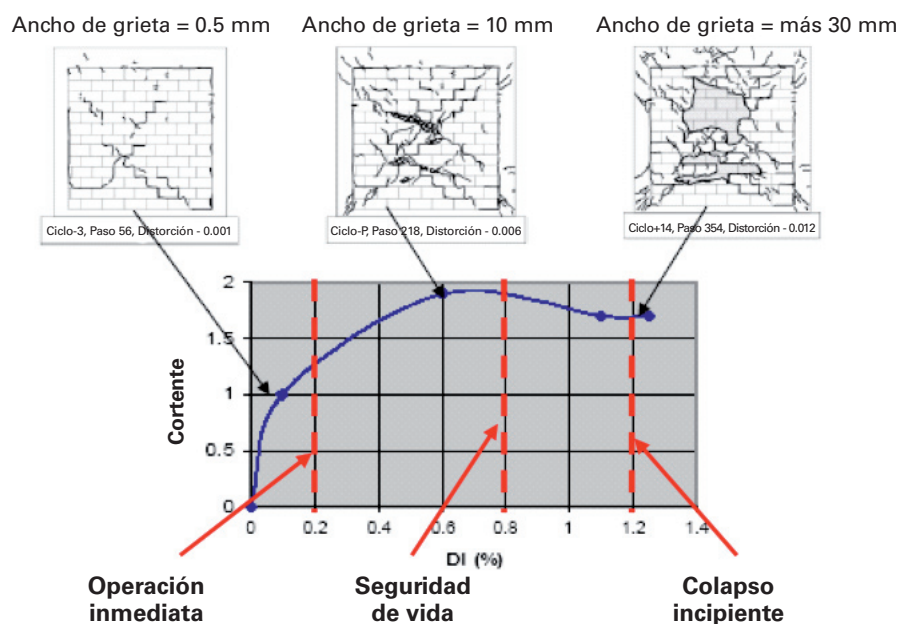 Ancho de grieta = 0.5 mm
Ancho de grieta = 10 mm
Ancho de grieta = más 30 mm
Ciclo-3, Paso 56, Distorción - 0.001
Ciclo-P, Paso 218, Distorción - 0.006
Ciclo+14, Paso 354, Distorción - 0.012
Cortente
2
1.5
1
0.5
0
0
0.2
0.4
0.6
0.8
1
1.2
1.4
DI (%)
Operación
inmediata
Seguridad
de vida
Colapso
incipiente